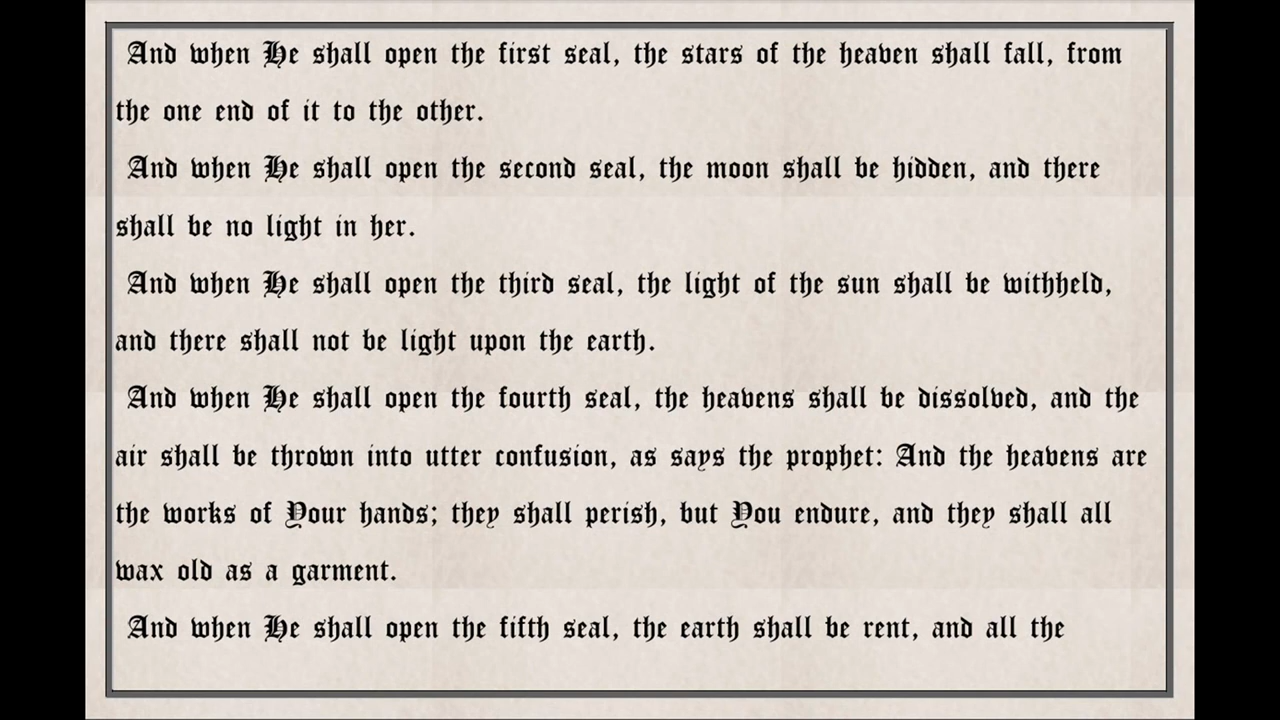 And when He shall open the first seal, the stars of the heaven shall fall, from
the one end of it to the other.
And when He shall open the second seal, the moon shall be hidden, and there
shall be no light in her.
And when He shall open the third seal, the light of the sun shall be withheld,
and there shall not be light upon the earth.
And when He shall open the fourth seal, the heavens shall be dissolved, and the
air shall be thrown into utter confusion, as says the prophet: And the heavens are
the works of Your hands; they shall perish, but You endure, and they shall all
wax old as a garment.
And when He shall open the fifth seal, the earth shall be rent, and all the